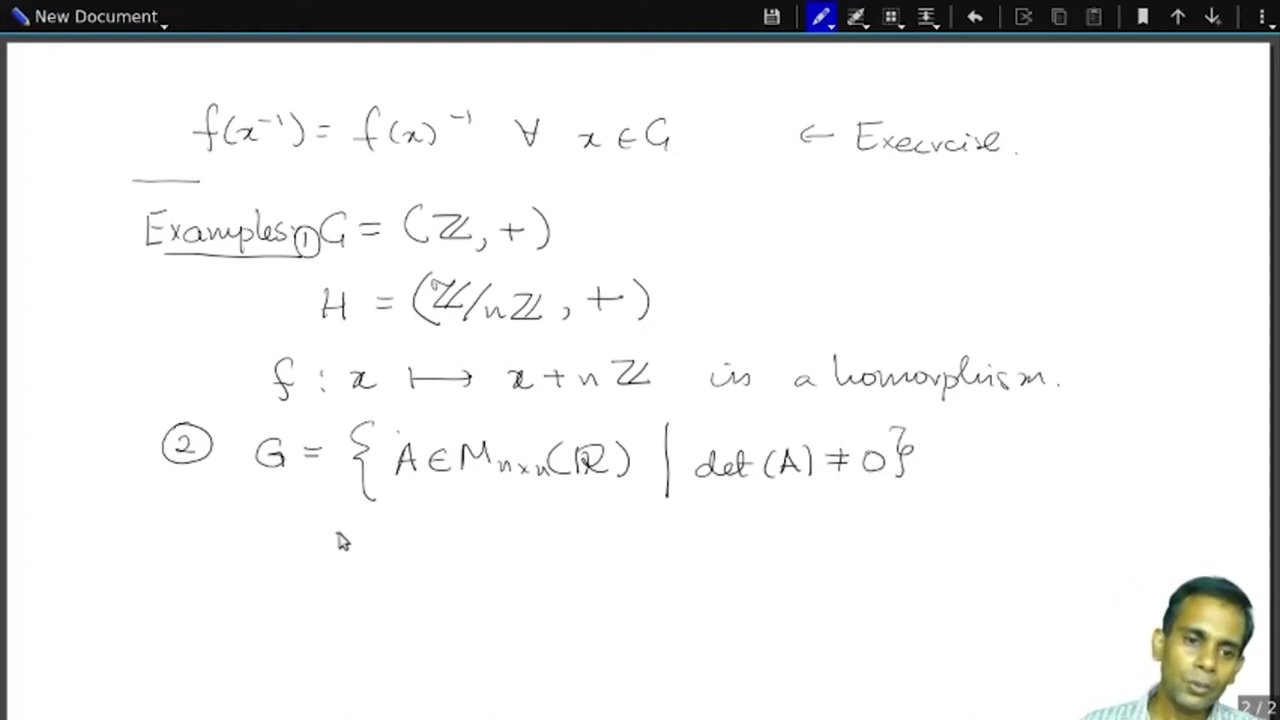 New Document
f(x⁻¹) = f(x)⁻¹ ∀ x ∈ G ← Exercise.
Examples: ① G = (ℤ, +)
H = (ℤ/nℤ, +)
f : x ⟼ x + nℤ is a homorphism.
② G = { A ∈ Mₙₓₙ(ℝ) | det(A) ≠ 0 }
2 / 2